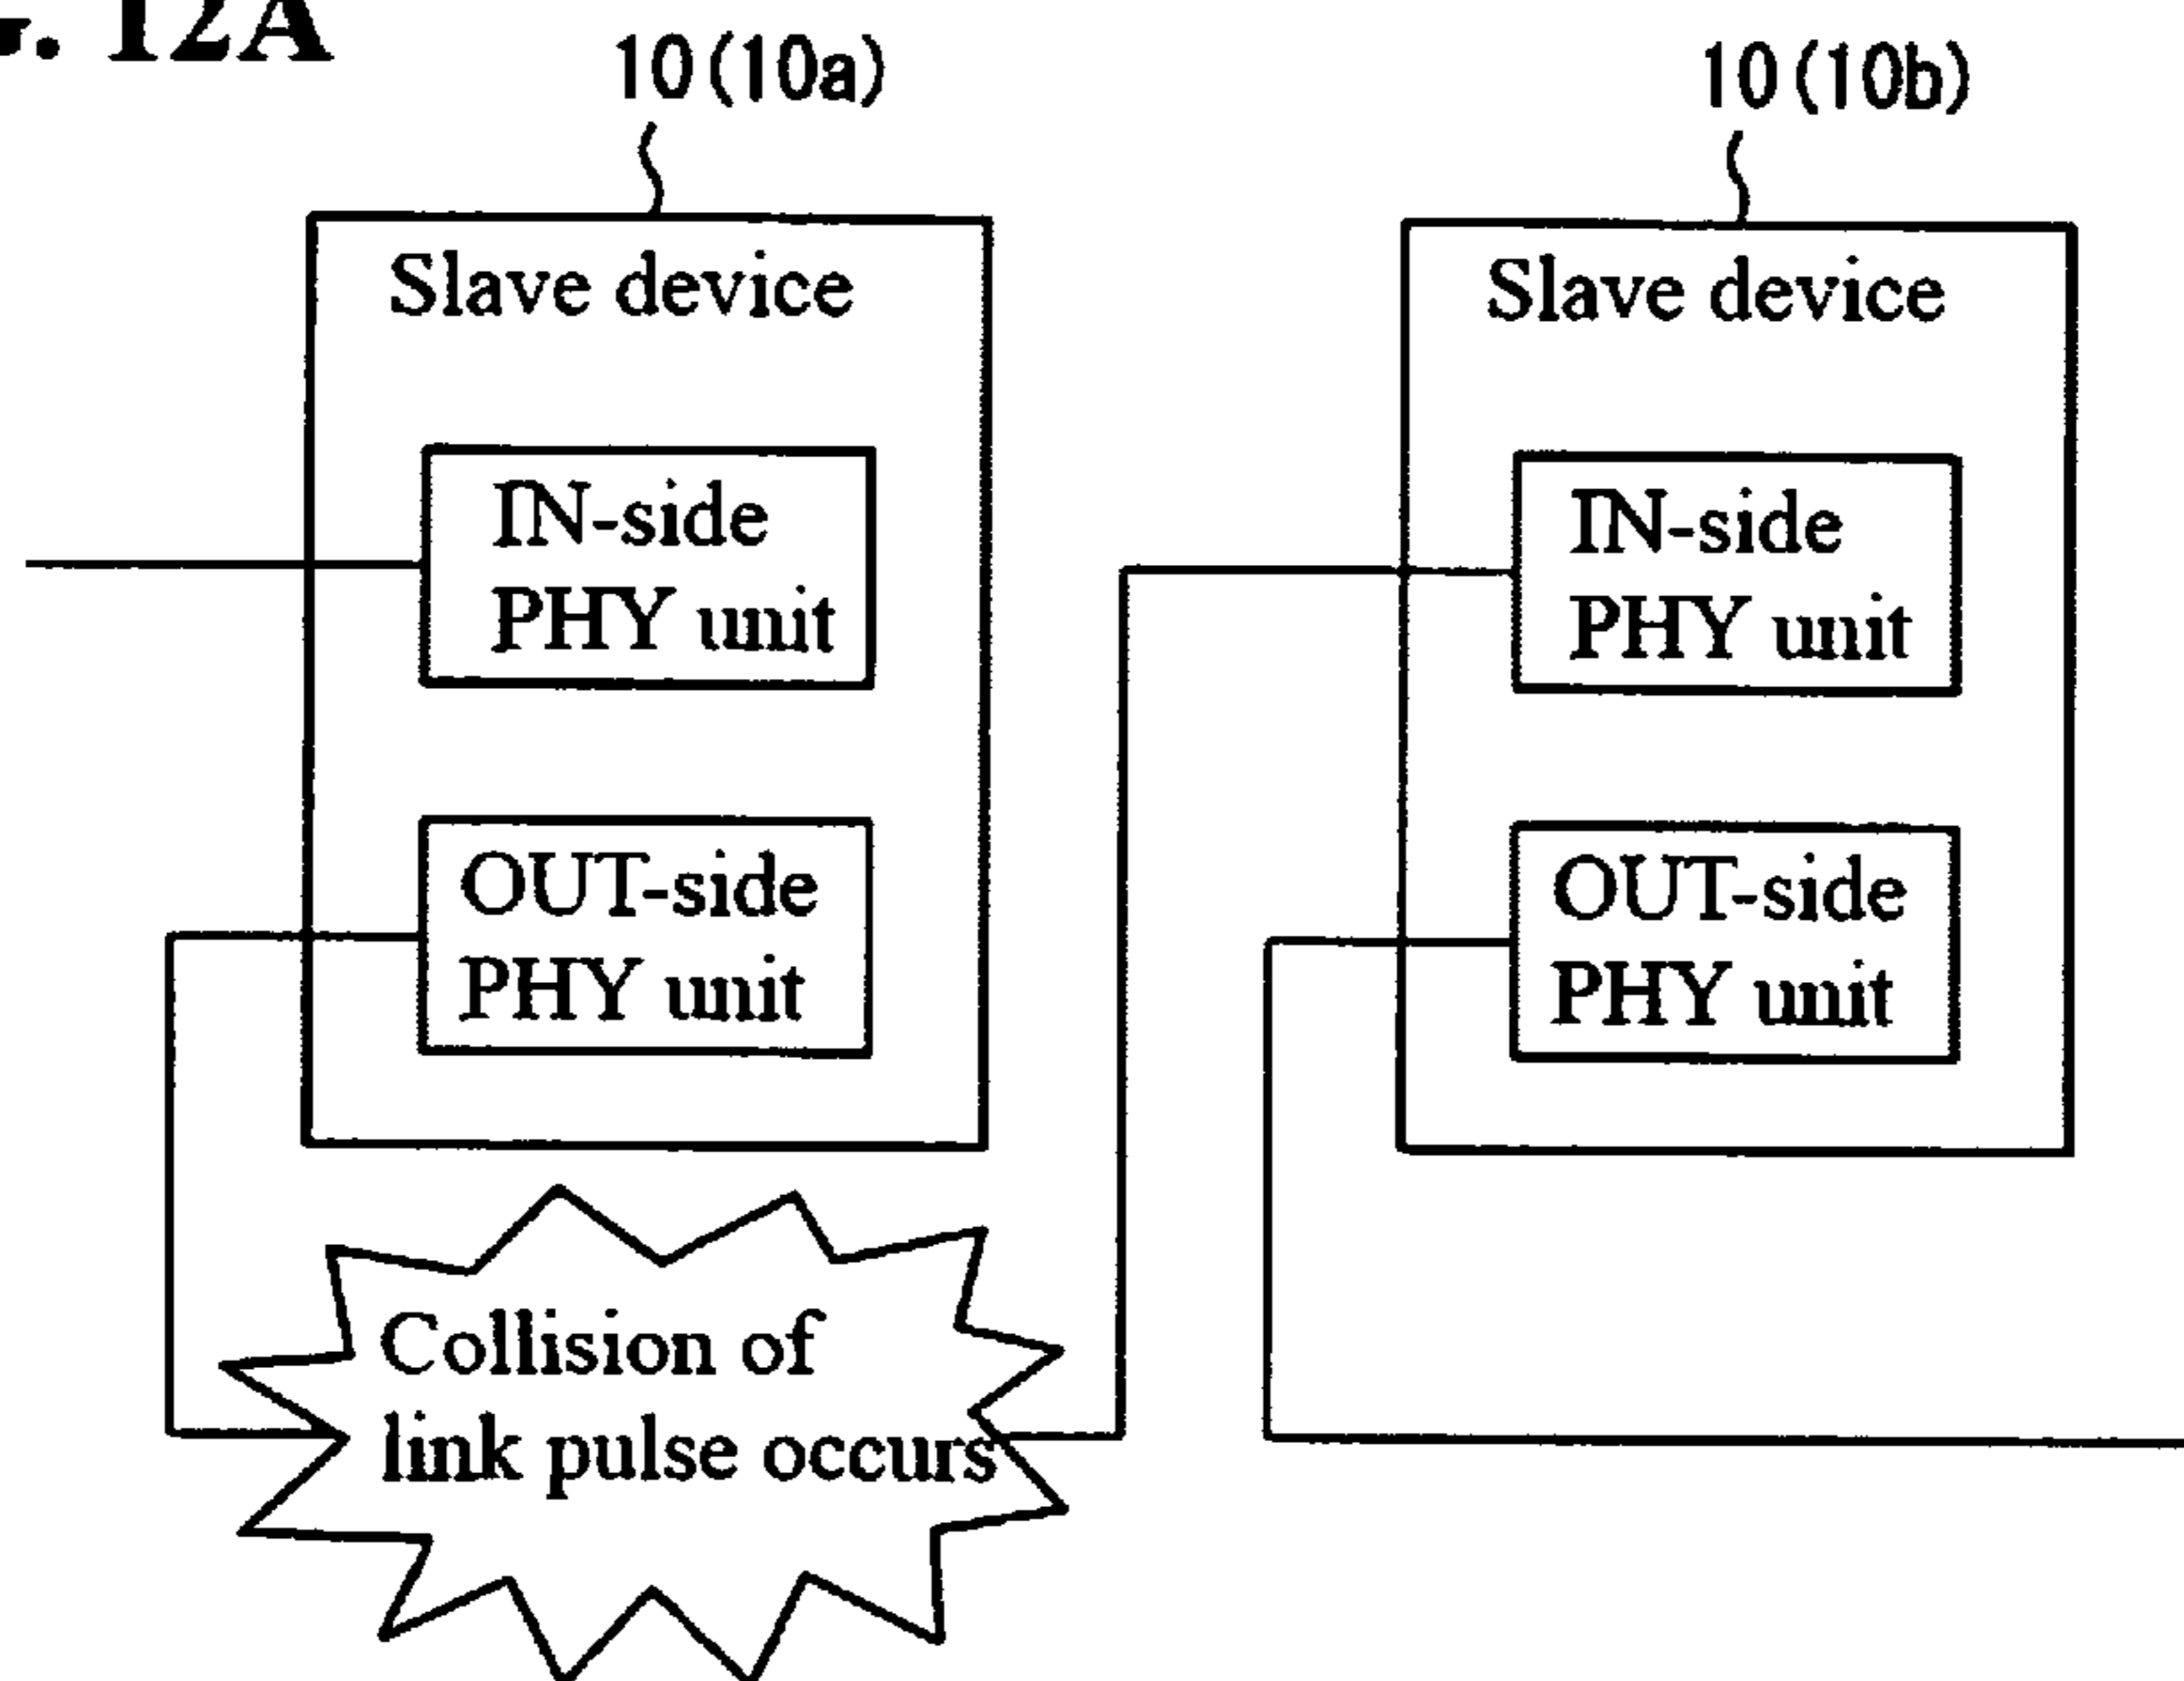 . 12A
10(10a)
10(10b)
Slave device
IN-side
PHY unit
OUT-side
PHY unit
Slave device
IN-side
PHY unit
OUT-side
PHY unit
Collision of
link pulse occurs